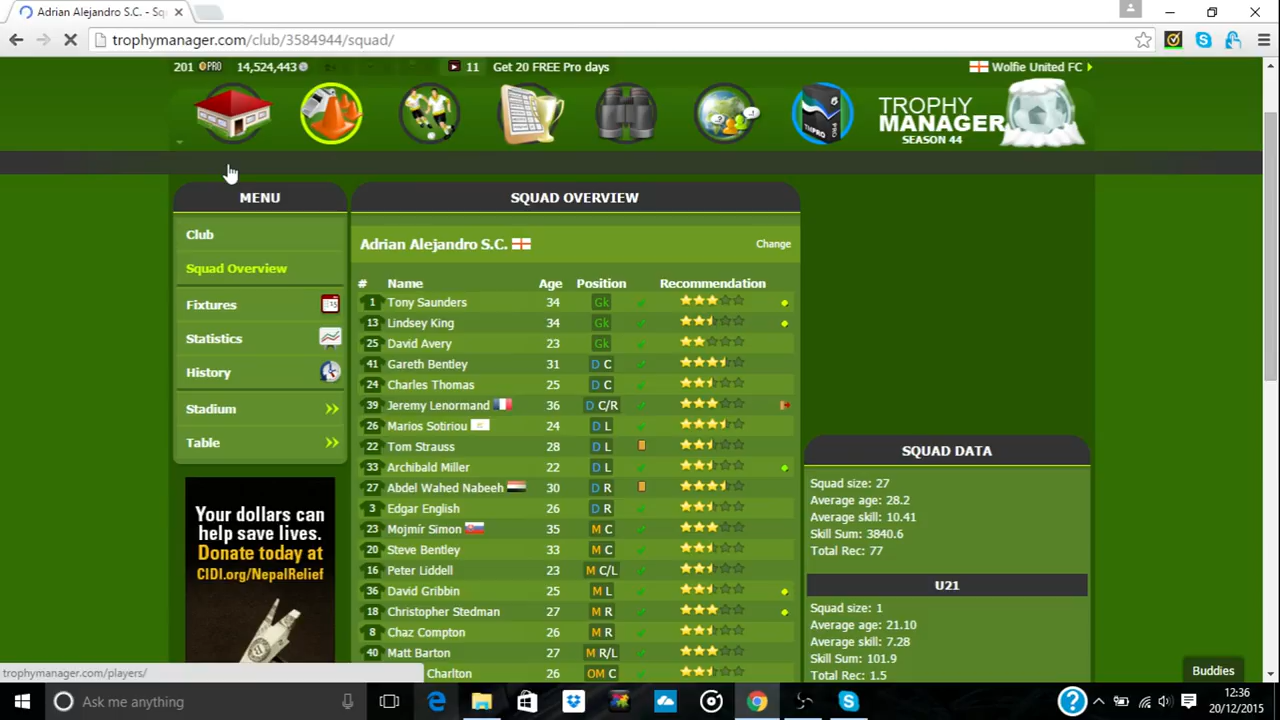 Adrian Alejandro S.C. - Sq
trophymanager.com/club/3584944/squad/
201 PRO 14,524,443 11 Get 20 FREE Pro days Wolfie United FC
TMPRO
TROPHY
MANAGER
SEASON 44
MENU
Club
Squad Overview
Fixtures
Statistics
History
Stadium
Table
Your dollars can
help save lives.
Donate today at
CIDI.org/NepalRelief
SQUAD OVERVIEW
Adrian Alejandro S.C. Change
# Name Age Position Recommendation
1 Tony Saunders 34 Gk
13 Lindsey King 34 Gk
25 David Avery 23 Gk
41 Gareth Bentley 31 D C
24 Charles Thomas 25 D C
39 Jeremy Lenormand 36 D C/R
26 Marios Sotiriou 24 D L
22 Tom Strauss 28 D L
33 Archibald Miller 22 D L
27 Abdel Wahed Nabeeh 30 D R
3 Edgar English 26 D R
23 Mojmír Simon 35 M C
20 Steve Bentley 33 M C
16 Peter Liddell 23 M C/L
36 David Gribbin 25 M L
18 Christopher Stedman 27 M R
8 Chaz Compton 26 M R
40 Matt Barton 27 M R/L
Charlton 26 OM C
SQUAD DATA
Squad size: 27
Average age: 28.2
Average skill: 10.41
Skill Sum: 3840.6
Total Rec: 77
U21
Squad size: 1
Average age: 21.10
Average skill: 7.28
Skill Sum: 101.9
Total Rec: 1.5
Buddies
trophymanager.com/players/
Ask me anything
12:36
20/12/2015